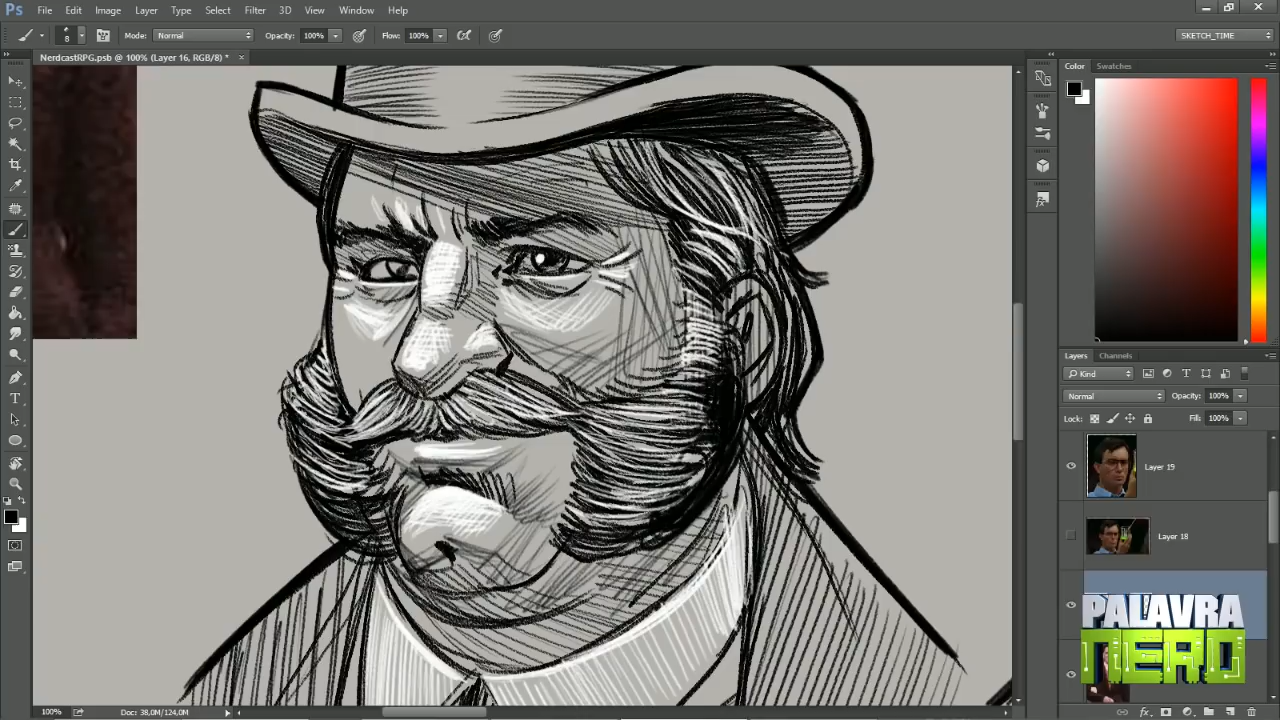 Ps File Edit Image Layer Type Select Filter 3D View Window Help
8 Mode: Normal Opacity: 100% Flow: 100% SKETCH_TIME
NerdcastRPG.psb @ 100% (Layer 16, RGB/8) * ×
Color Swatches
Layers Channels
Kind
Normal Opacity: 100%
Lock: Fill: 100%
Layer 19
Layer 18
PALAVRA
NERD
100% Doc: 38,0M/124,0M